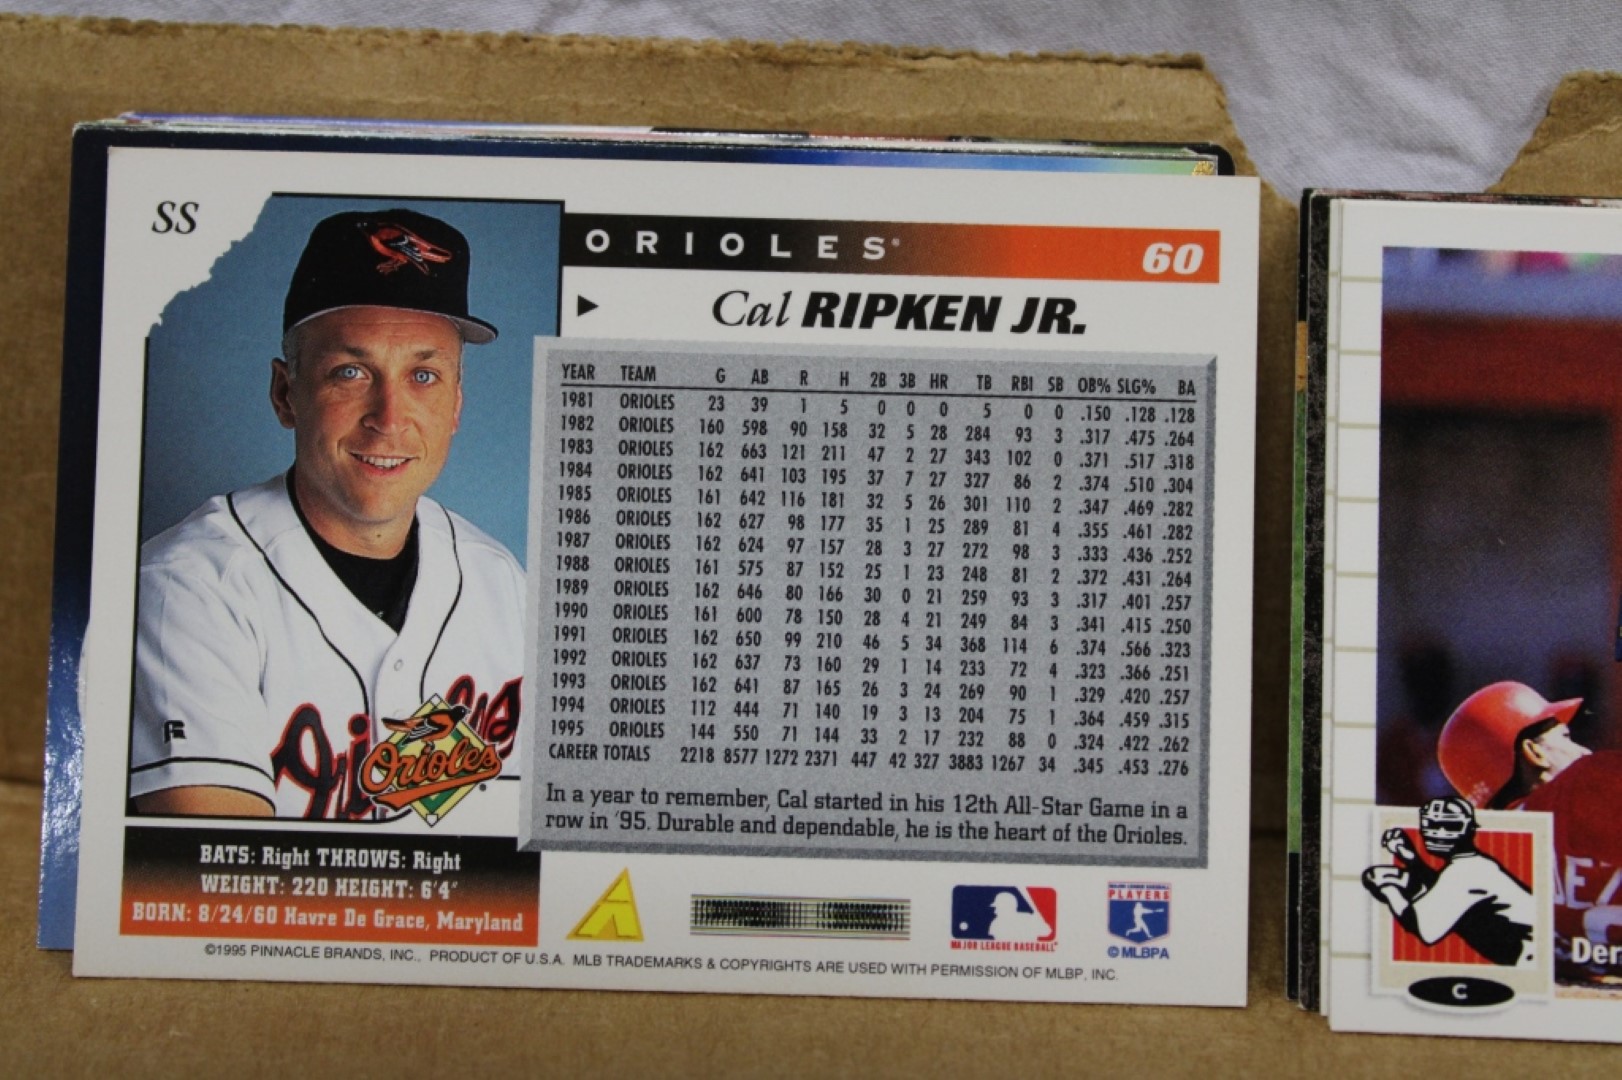 SS
ORIOLES
60
Cal RIPKEN JR.
YEAR TEAM G AB R H 2B 3B HR TB RBI SB OB% SLG% BA
1981 ORIOLES 23 39 1 5 0 0 0 5 0 0 .150 .128 .128
1982 ORIOLES 160 598 90 158 32 5 28 284 93 3 .317 .475 .264
1983 ORIOLES 162 663 121 211 47 2 27 343 102 0 .371 .517 .318
1984 ORIOLES 162 641 103 195 37 7 27 327 86 2 .374 .510 .304
1985 ORIOLES 161 642 116 181 32 5 26 301 110 2 .347 .469 .282
1986 ORIOLES 162 627 98 177 35 1 25 289 81 4 .355 .461 .282
1987 ORIOLES 162 624 97 157 28 3 27 272 98 3 .333 .436 .252
1988 ORIOLES 161 575 87 152 25 1 23 248 81 2 .372 .431 .264
1989 ORIOLES 162 646 80 166 30 0 21 259 93 3 .317 .401 .257
1990 ORIOLES 161 600 78 150 28 4 21 249 84 3 .341 .415 .250
1991 ORIOLES 162 650 99 210 46 5 34 368 114 6 .374 .566 .323
1992 ORIOLES 162 637 73 160 29 1 14 233 72 4 .323 .366 .251
1993 ORIOLES 162 641 87 165 26 3 24 269 90 1 .329 .420 .257
1994 ORIOLES 112 444 71 140 19 3 13 204 75 1 .364 .459 .315
1995 ORIOLES 144 550 71 144 33 2 17 232 88 0 .324 .422 .262
CAREER TOTALS 2218 8577 1272 2371 447 42 327 3883 1267 34 .345 .453 .276
In a year to remember, Cal started in his 12th All-Star Game in a
row in '95. Durable and dependable, he is the heart of the Orioles.
Orioles
BATS: Right THROWS: Right
WEIGHT: 220 HEIGHT: 6'4"
BORN: 8/24/60 Havre De Grace, Maryland
MAJOR LEAGUE BASEBALL
MAJOR LEAGUE BASEBALL
PLAYERS
© MLBPA
©1995 PINNACLE BRANDS, INC., PRODUCT OF U.S.A. MLB TRADEMARKS & COPYRIGHTS ARE USED WITH PERMISSION OF MLBP, INC.
C